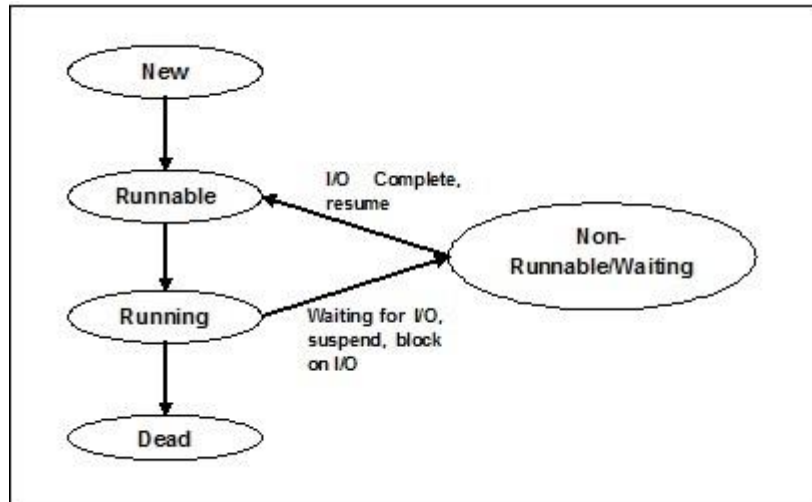 New
Runnable
I/O Complete,
resume
Non-
Runnable/Waiting
Running
Waiting for I/O,
suspend, block
on I/O
Dead